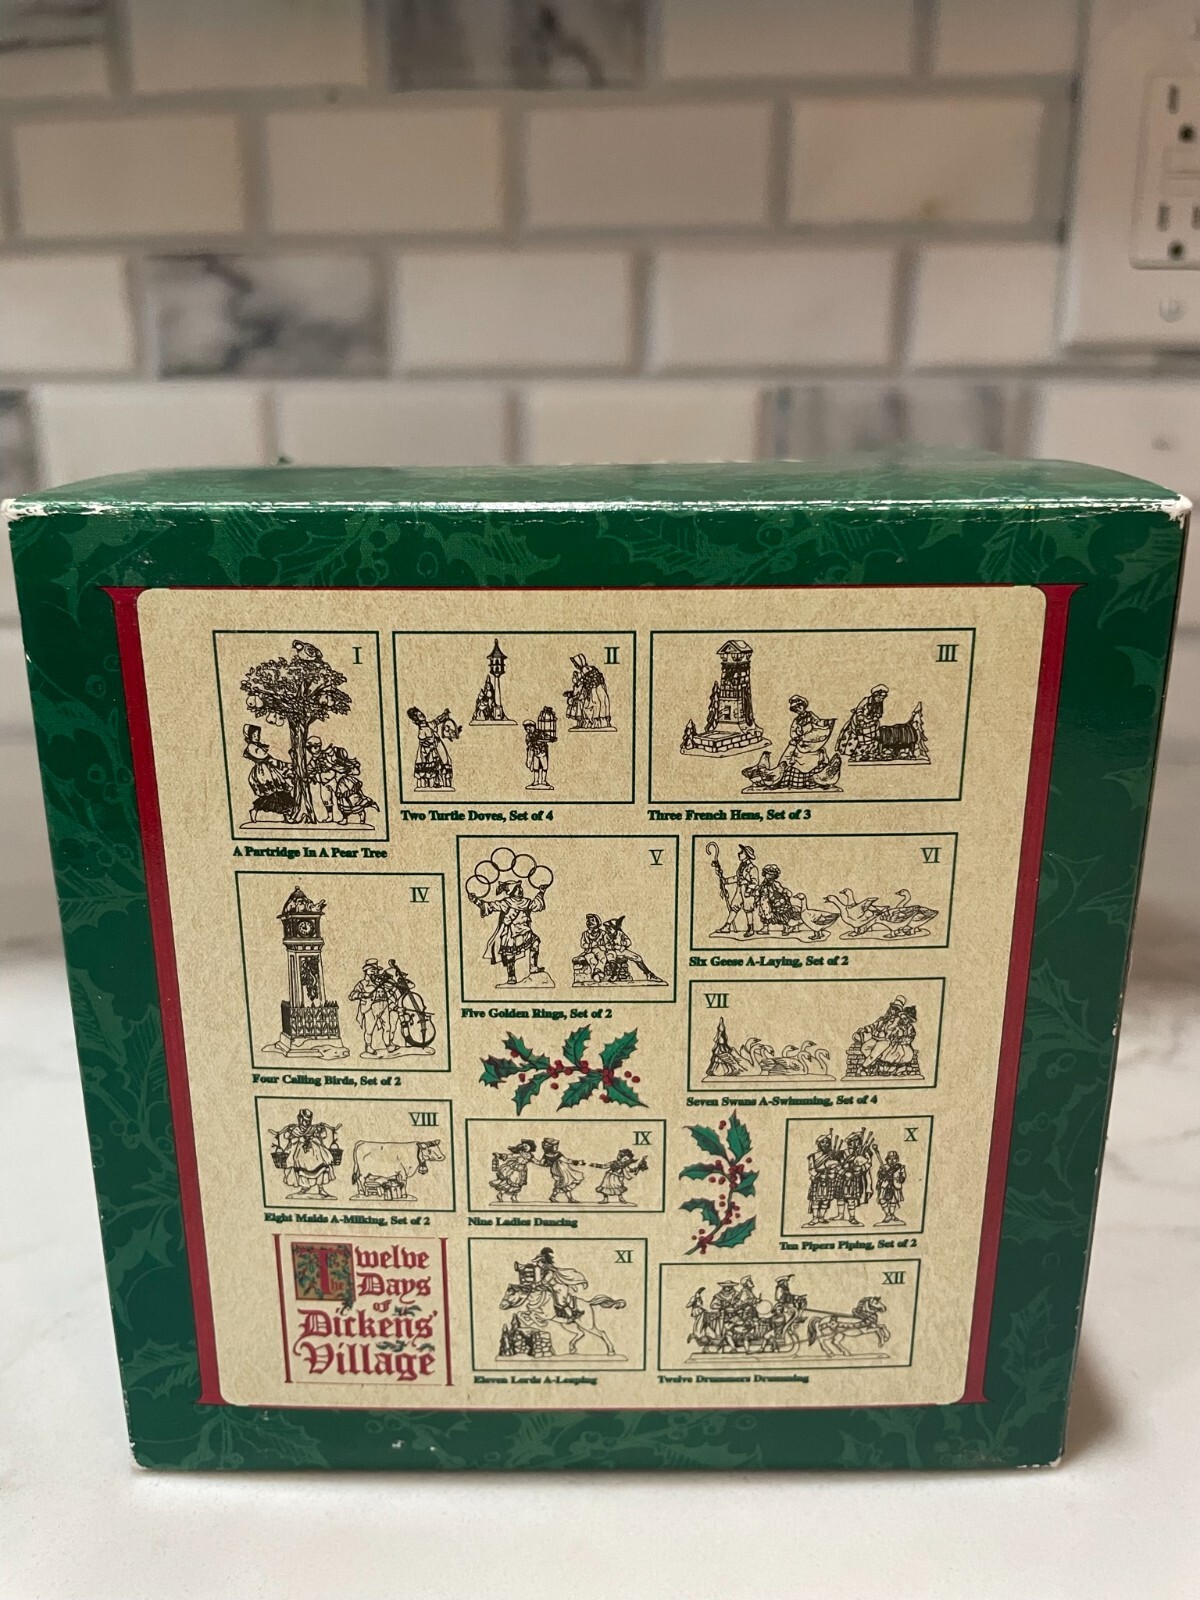 I
II
III
A Partridge In A Pear Tree
Two Turtle Doves, Set of 4
Three French Hens, Set of 3
IV
V
VI
Four Calling Birds, Set of 2
Five Golden Rings, Set of 2
Six Geese A-Laying, Set of 2
VII
Seven Swans A-Swimming, Set of 4
VIII
IX
X
Eight Maids A-Milking, Set of 2
Nine Ladies Dancing
Ten Pipers Piping, Set of 2
The Twelve
Days
of
Dickens'
Village
XI
XII
Eleven Lords A-Leaping
Twelve Drummers Drumming